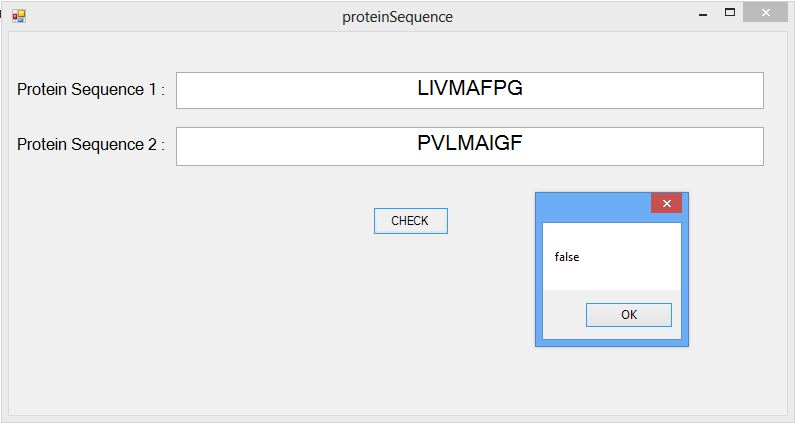 proteinSequence
Protein Sequence 1 : LIVMAFPG
Protein Sequence 2 : PVLMAIGF
CHECK
false
OK